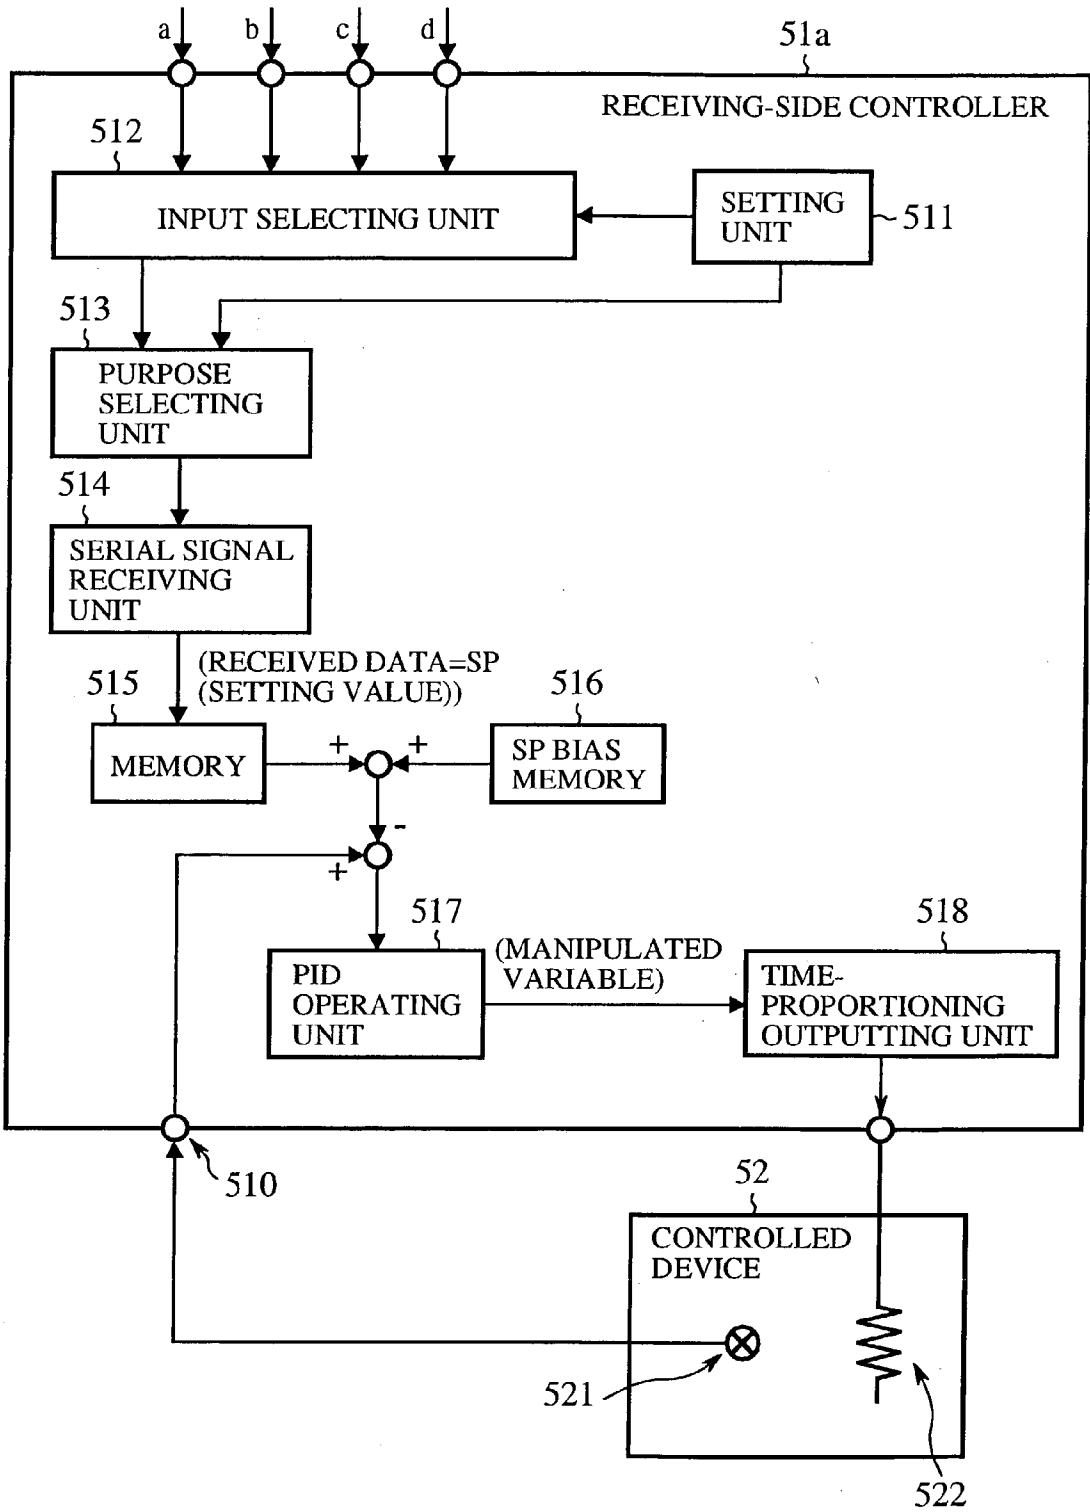 a b c d
51a
RECEIVING-SIDE CONTROLLER
512
INPUT SELECTING UNIT
SETTING
UNIT
511
513
PURPOSE
SELECTING
UNIT
514
SERIAL SIGNAL
RECEIVING
UNIT
(RECEIVED DATA=SP
(SETTING VALUE))
515
MEMORY
+ +
516
SP BIAS
MEMORY
-
+
517
PID
OPERATING
UNIT
(MANIPULATED
VARIABLE)
518
TIME-
PROPORTIONING
OUTPUTTING UNIT
510
52
CONTROLLED
DEVICE
521
522